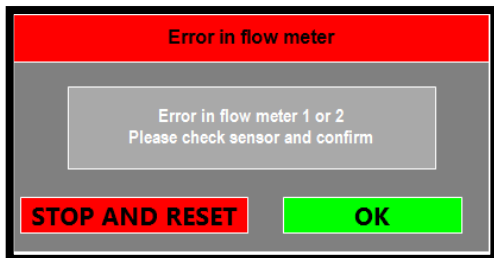 Error in flow meter
Error in flow meter 1 or 2
Please check sensor and confirm
STOP AND RESET
OK